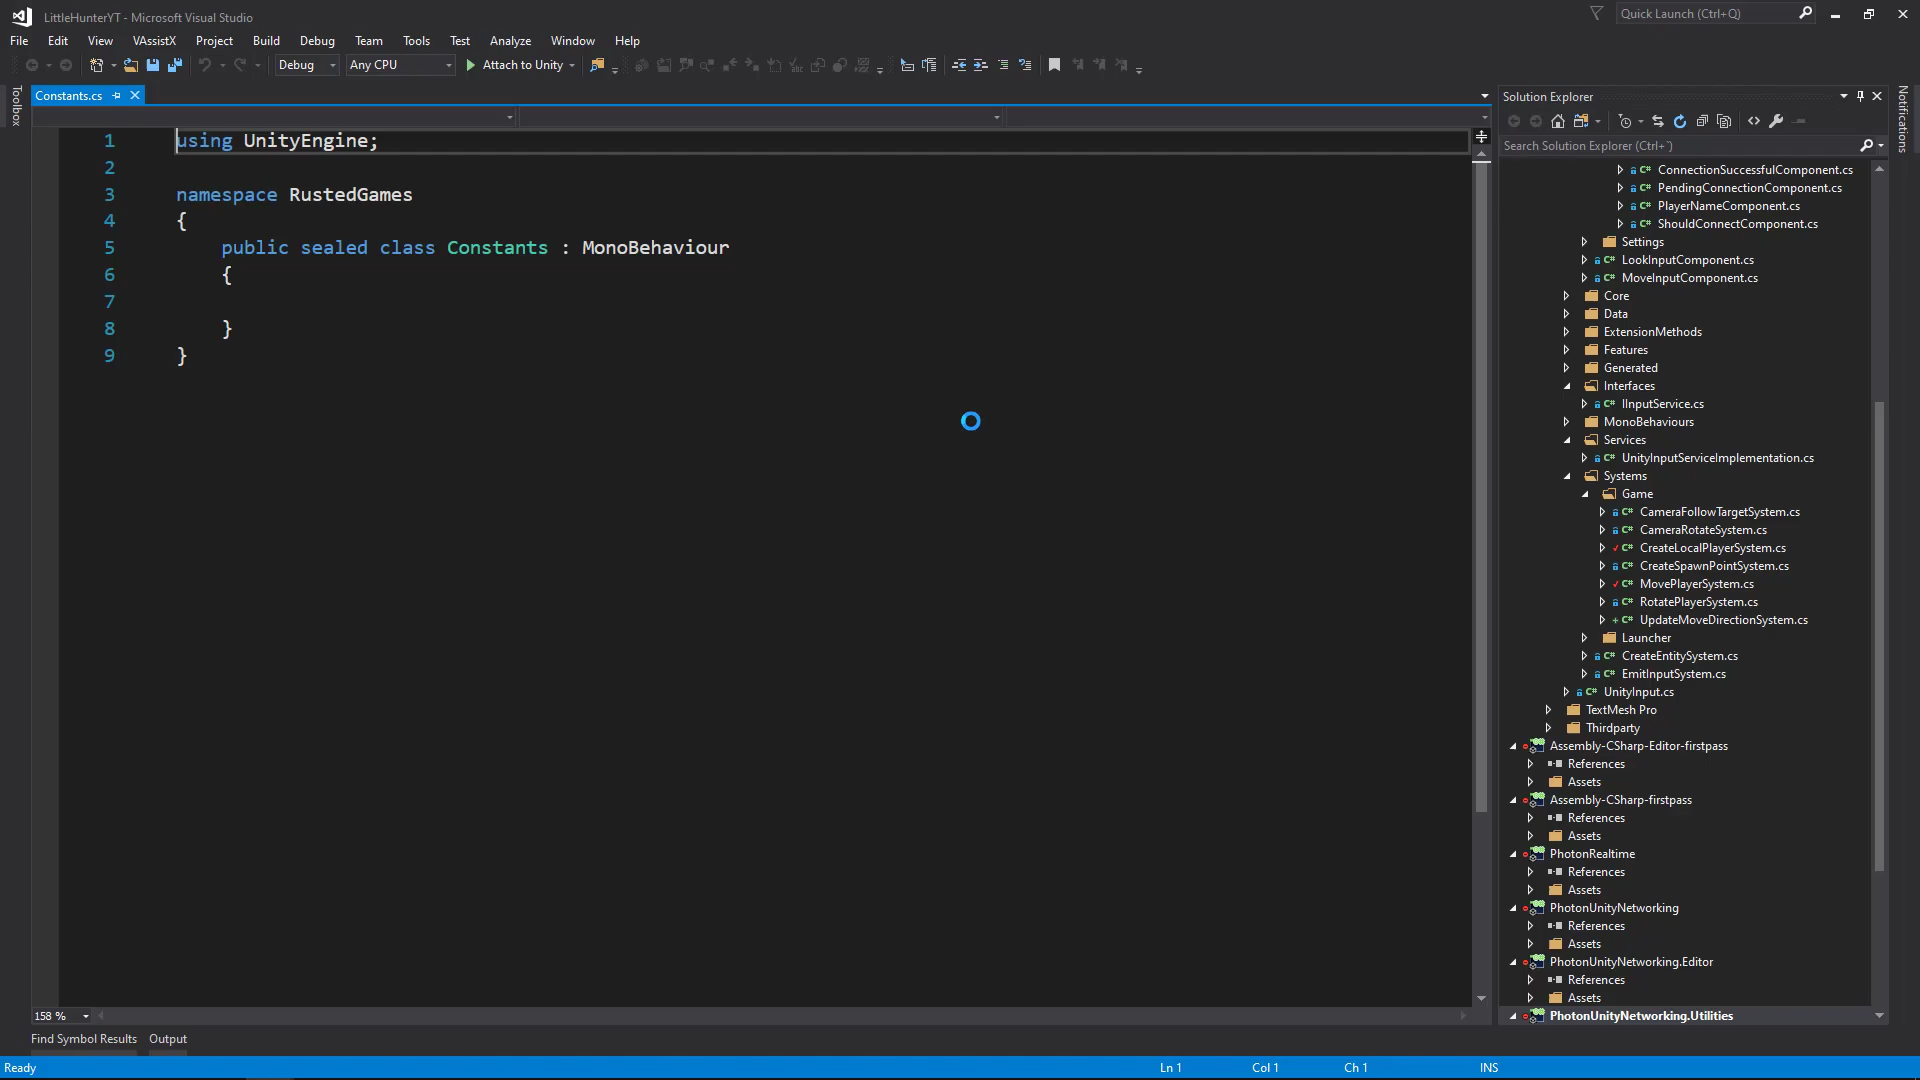 LittleHunterYT - Microsoft Visual Studio
Quick Launch (Ctrl+Q)
File Edit View VAssistX Project Build Debug Team Tools Test Analyze Window Help
Debug Any CPU Attach to Unity
Toolbox
Constants.cs
Solution Explorer
Notifications
Search Solution Explorer (Ctrl+¨)
1 using UnityEngine;
2
3 namespace RustedGames
4 {
5 public sealed class Constants : MonoBehaviour
6 {
7
8 }
9 }
ConnectionSuccessfulComponent.cs
PendingConnectionComponent.cs
PlayerNameComponent.cs
ShouldConnectComponent.cs
Settings
LookInputComponent.cs
MoveInputComponent.cs
Core
Data
ExtensionMethods
Features
Generated
Interfaces
IInputService.cs
MonoBehaviours
Services
UnityInputServiceImplementation.cs
Systems
Game
CameraFollowTargetSystem.cs
CameraRotateSystem.cs
CreateLocalPlayerSystem.cs
CreateSpawnPointSystem.cs
MovePlayerSystem.cs
RotatePlayerSystem.cs
UpdateMoveDirectionSystem.cs
Launcher
CreateEntitySystem.cs
EmitInputSystem.cs
UnityInput.cs
TextMesh Pro
Thirdparty
Assembly-CSharp-Editor-firstpass
References
Assets
Assembly-CSharp-firstpass
References
Assets
PhotonRealtime
References
Assets
PhotonUnityNetworking
References
Assets
PhotonUnityNetworking.Editor
References
Assets
PhotonUnityNetworking.Utilities
158 %
Find Symbol Results Output
Ready Ln 1 Col 1 Ch 1 INS